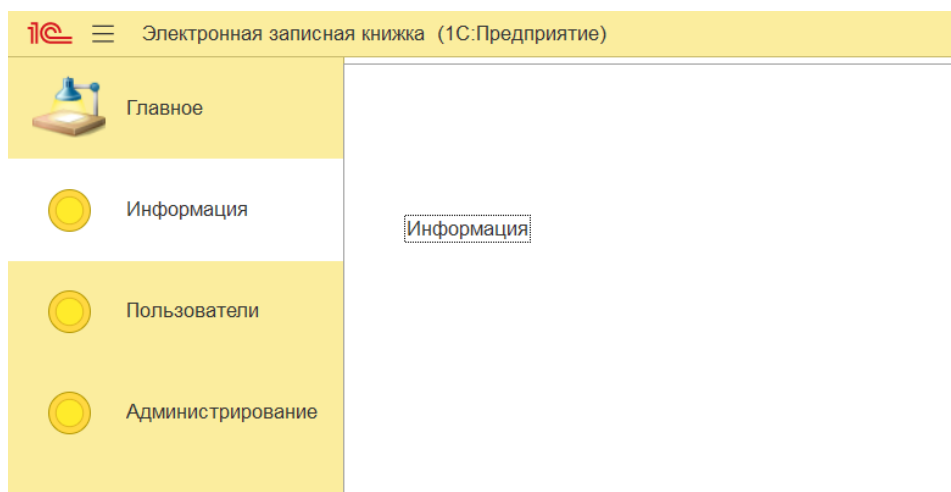 1С Электронная записная книжка (1С:Предприятие)
Главное
Информация
Информация
Пользователи
Администрирование